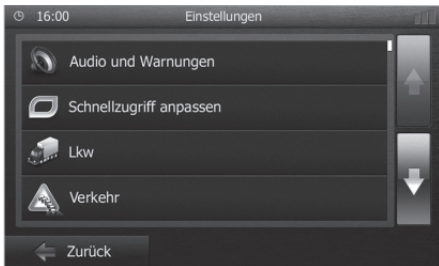 16:00 Einstellungen
Audio und Warnungen
Schnellzugriff anpassen
Lkw
Verkehr
Zurück